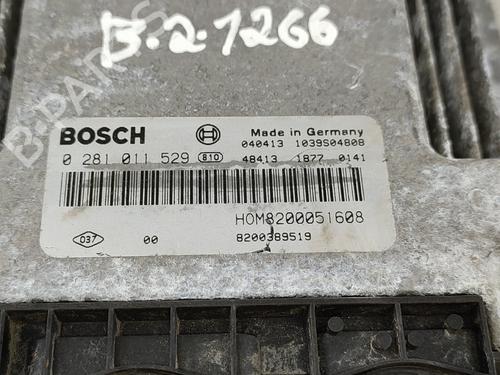 B.2.1266
B.PARTS
BOSCH
Made in Germany
040413 1039S04808
0 281 011 529 810 48413 1877 0141
HOM8200051608
037 00 8200389519